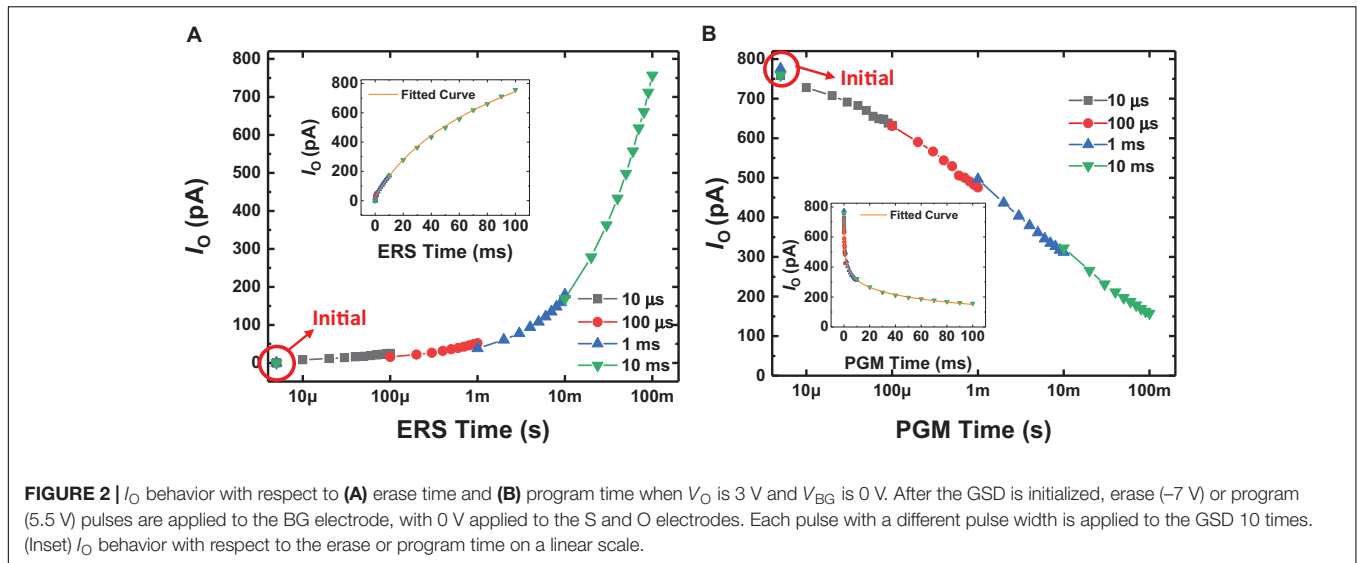 A
800
700
600
500
400
300
200
100
0
I_O (pA)
10µ
100µ
1m
10m
100m
ERS Time (s)
Initial
10 µs
100 µs
1 ms
10 ms
800
600
400
200
0
I_O (pA)
Fitted Curve
0 20 40 60 80 100
ERS Time (ms)
B
800
700
600
500
400
300
200
100
0
I_O (pA)
10µ
100µ
1m
10m
100m
PGM Time (s)
Initial
10 µs
100 µs
1 ms
10 ms
800
600
400
200
0
I_O (pA)
Fitted Curve
0 20 40 60 80 100
PGM Time (ms)
FIGURE 2 | I_O behavior with respect to (A) erase time and (B) program time when V_O is 3 V and V_BG is 0 V. After the GSD is initialized, erase (–7 V) or program
(5.5 V) pulses are applied to the BG electrode, with 0 V applied to the S and O electrodes. Each pulse with a different pulse width is applied to the GSD 10 times.
(Inset) I_O behavior with respect to the erase or program time on a linear scale.